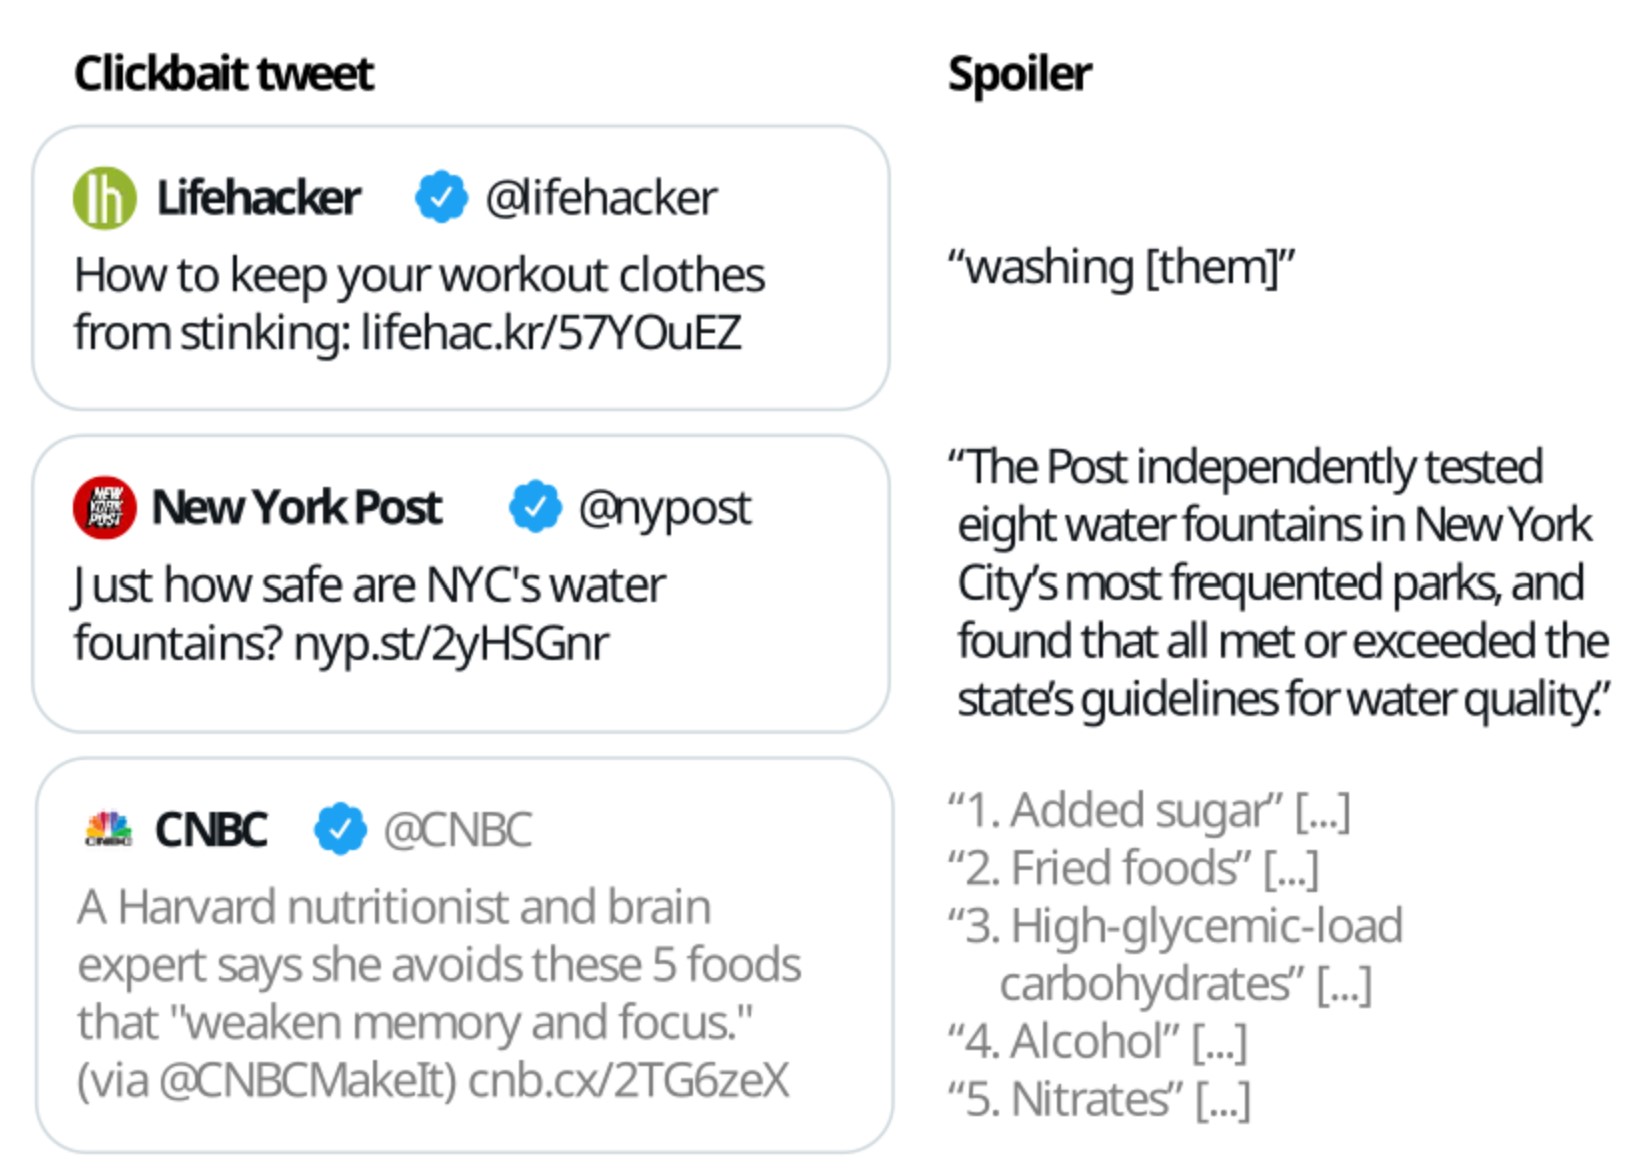 Clickbait tweet
Spoiler
lh Lifehacker @lifehacker
How to keep your workout clothes
from stinking: lifehac.kr/57YOuEZ
“washing [them]”
NEW YORK POST New York Post @nypost
Just how safe are NYC's water
fountains? nyp.st/2yHSGnr
“The Post independently tested
eight water fountains in New York
City’s most frequented parks, and
found that all met or exceeded the
state’s guidelines for water quality.”
CNBC CNBC @CNBC
A Harvard nutritionist and brain
expert says she avoids these 5 foods
that "weaken memory and focus."
(via @CNBCMakeIt) cnb.cx/2TG6zeX
“1. Added sugar” [...]
“2. Fried foods” [...]
“3. High-glycemic-load
carbohydrates” [...]
“4. Alcohol” [...]
“5. Nitrates” [...]